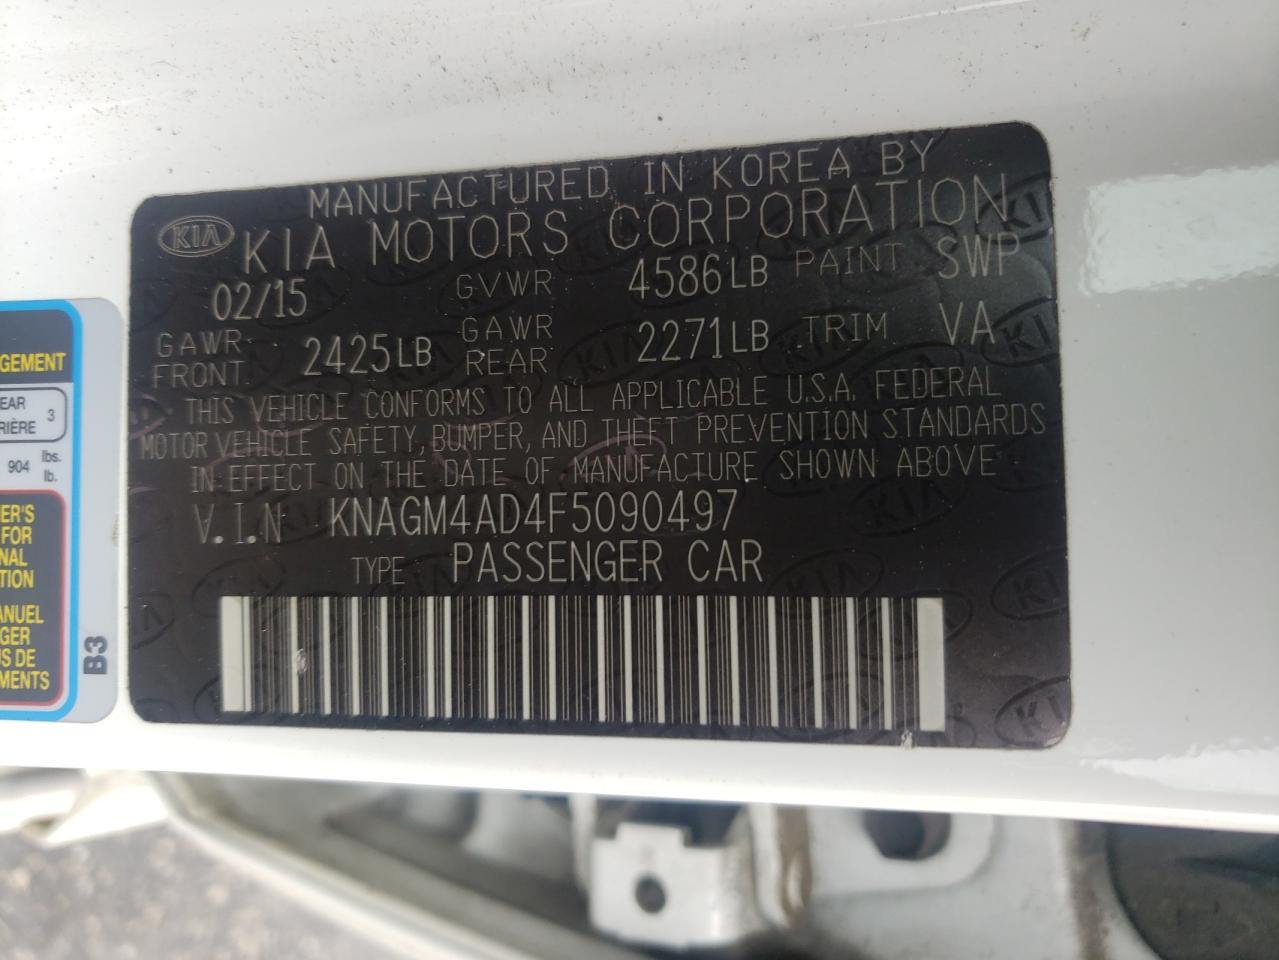 MANUFACTURED IN KOREA BY
KIA KIA MOTORS CORPORATION
02/15 GVWR 4586LB PAINT SWP
GAWR FRONT 2425LB GAWR REAR 2271LB TRIM VA
THIS VEHICLE CONFORMS TO ALL APPLICABLE U.S.A. FEDERAL
MOTOR VEHICLE SAFETY, BUMPER, AND THEFT PREVENTION STANDARDS
IN EFFECT ON THE DATE OF MANUFACTURE SHOWN ABOVE
V.I.N KNAGM4AD4F5090497
TYPE PASSENGER CAR
GEMENT
EAR 3
RIÈRE
904 lbs.
lb.
ER'S
FOR
NAL
TION
ANUEL
GER
US DE
MENTS
B3